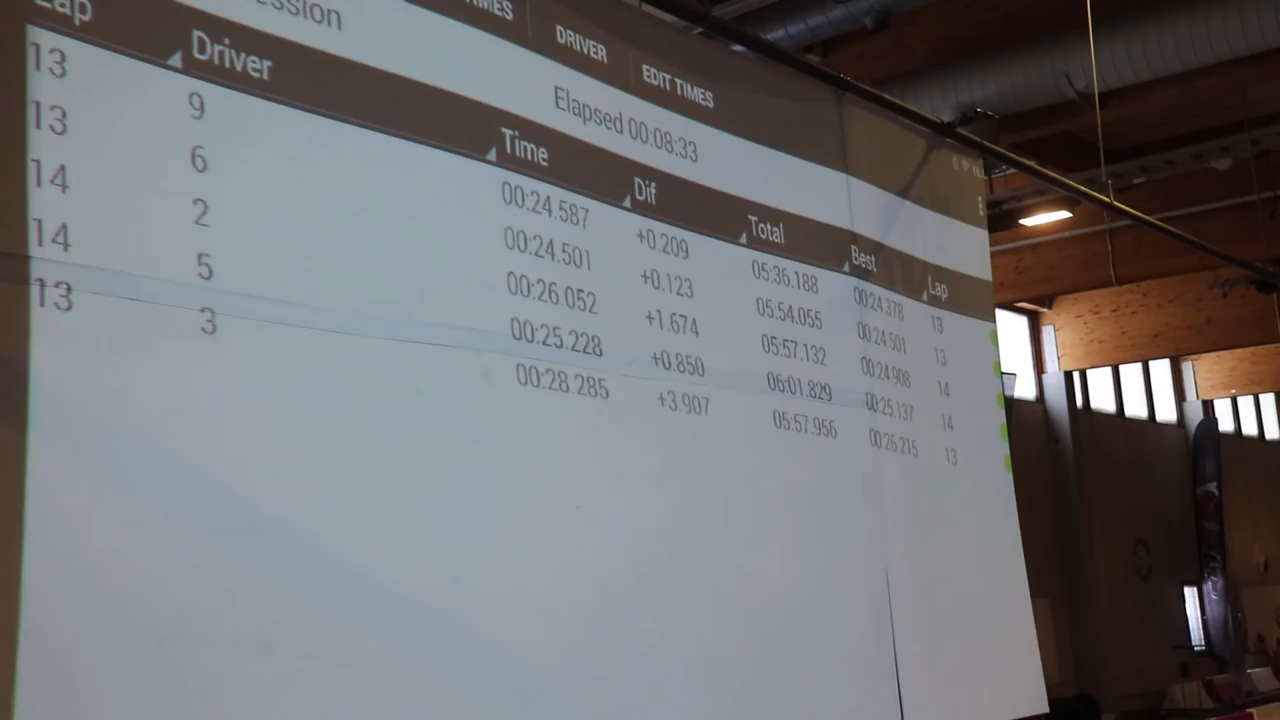 DRIVER
EDIT TIMES
Elapsed 00:08:33
Lap Driver Time Dif Total Best Lap
13 9 00:24.587 +0.209 05:36.188 00:24.378 13
13 6 00:24.501 +0.123 05:54.055 00:24.501 13
14 2 00:26.052 +1.674 05:57.132 00:24.908 14
14 5 00:25.228 +0.850 06:01.829 00:25.137 14
13 3 00:28.285 +3.907 05:57.956 00:26.215 13